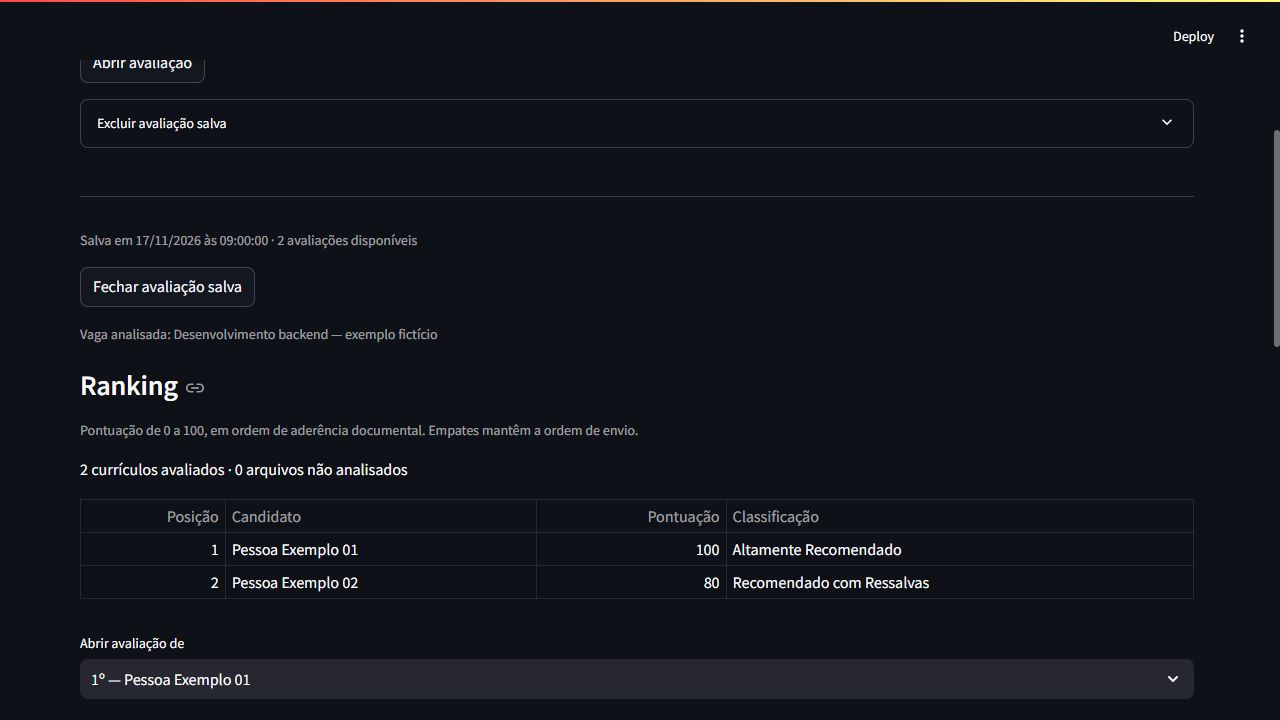 Deploy
Abrir avaliação
Excluir avaliação salva
Salva em 17/11/2026 às 09:00:00 · 2 avaliações disponíveis
Fechar avaliação salva
Vaga analisada: Desenvolvimento backend — exemplo fictício
Ranking
Pontuação de 0 a 100, em ordem de aderência documental. Empates mantêm a ordem de envio.
2 currículos avaliados · 0 arquivos não analisados
Posição Candidato Pontuação Classificação
1 Pessoa Exemplo 01 100 Altamente Recomendado
2 Pessoa Exemplo 02 80 Recomendado com Ressalvas
Abrir avaliação de
1º — Pessoa Exemplo 01